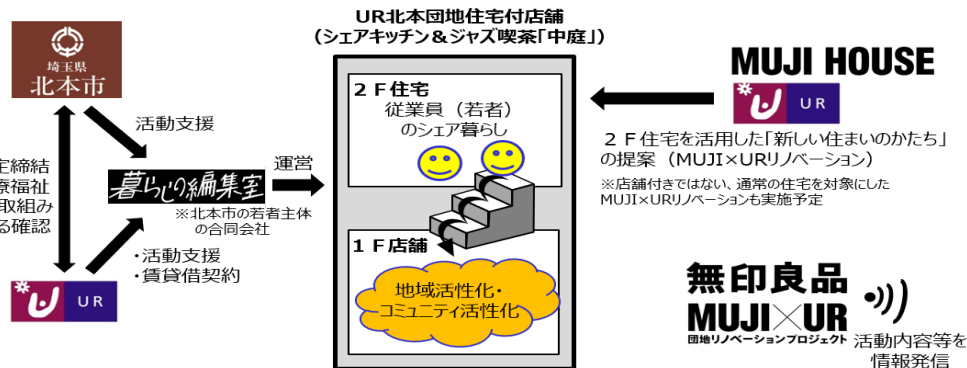 UR北本団地住宅付店舗
(シェアキッチン&ジャズ喫茶「中庭」)
埼玉県
北本市
活動支援
定締結
療福祉
取組み
る確認
暮らしの編集室
※北本市の若者主体
の合同会社
運営
・活動支援
・賃貸借契約
UR
2F住宅
従業員(若者)
のシェア暮らし
1F店舗
地域活性化・
コミュニティ活性化
MUJI HOUSE
UR
2F住宅を活用した「新しい住まいのかたち」
の提案(MUJI×URリノベーション)
※店舗付きではない、通常の住宅を対象にした
MUJI×URリノベーションも実施予定
無印良品
MUJI×UR
団地リノベーションプロジェクト
活動内容等を
情報発信